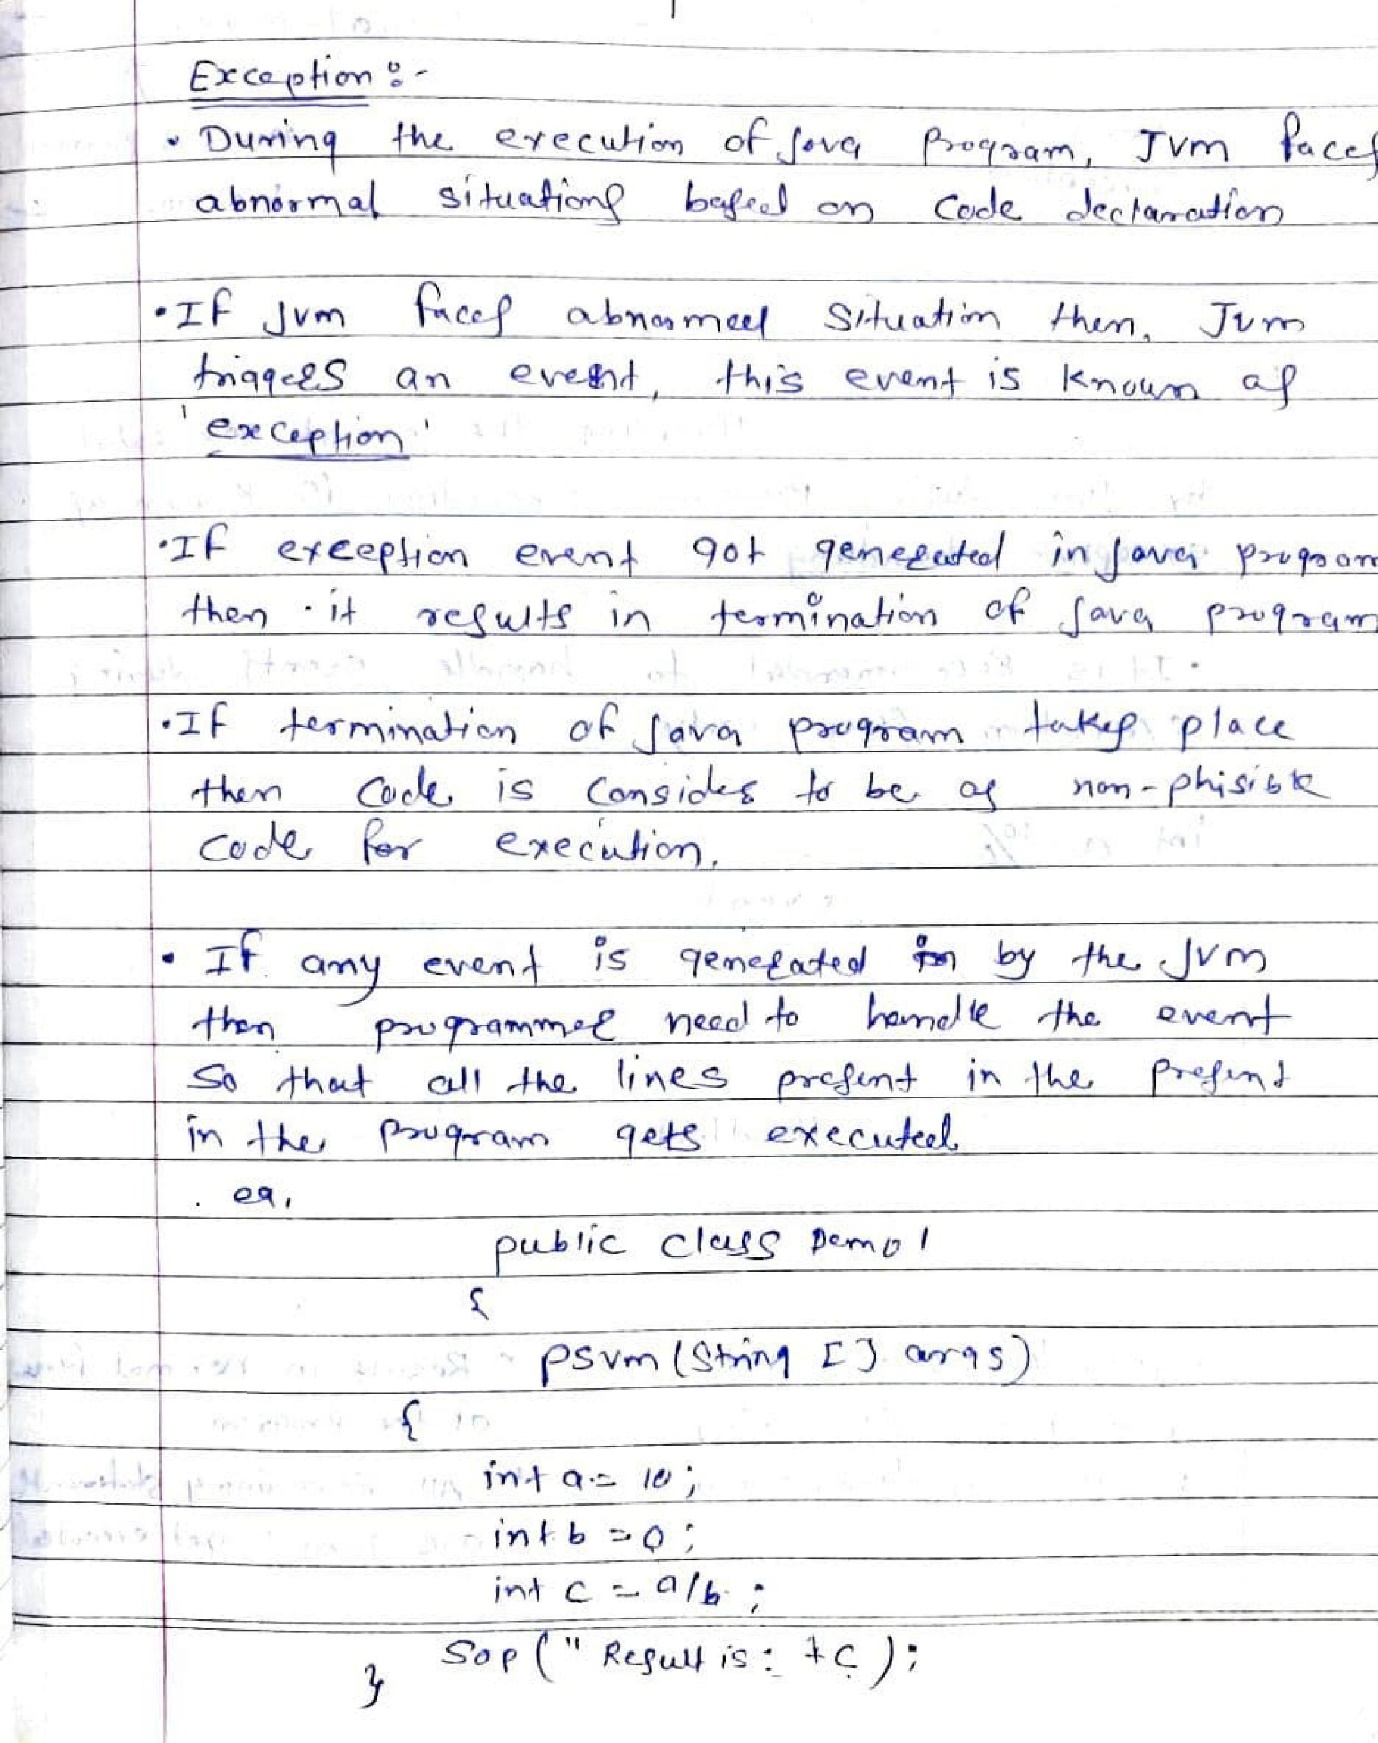 Exception :-
• During the execution of Java Program, JVM faces
abnormal situations based on code declaration
• If JVM faces abnormal situation then, JVM
triggers an event, this event is known as
'exception'
• If exception event got generated in Java program
then it results in termination of Java program
• If termination of Java program takes place
then code is consider to be as non-phisible
code for execution.
• If any event is generated by the JVM
then programmer need to handle the event
So that all the lines present in the present
in the program gets executed
. eg.
public class Demo1
{
psvm (String [] args)
{
int a = 10;
int b = 0;
int c = a/b;
Sop (" Result is : +c );
}